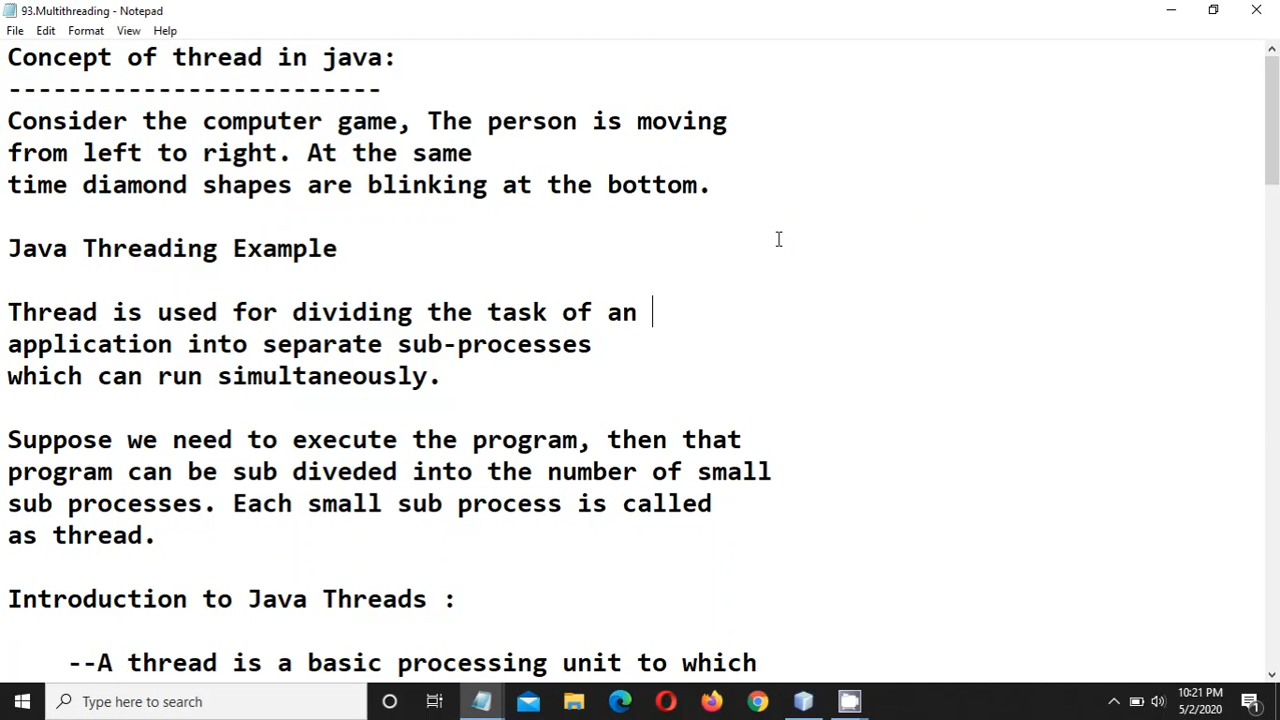 93.Multithreading - Notepad
File Edit Format View Help
Concept of thread in java:
-------------------------
Consider the computer game, The person is moving
from left to right. At the same
time diamond shapes are blinking at the bottom.
Java Threading Example
Thread is used for dividing the task of an
application into separate sub-processes
which can run simultaneously.
Suppose we need to execute the program, then that
program can be sub diveded into the number of small
sub processes. Each small sub process is called
as thread.
Introduction to Java Threads :
--A thread is a basic processing unit to which
Type here to search
10:21 PM
5/2/2020
1